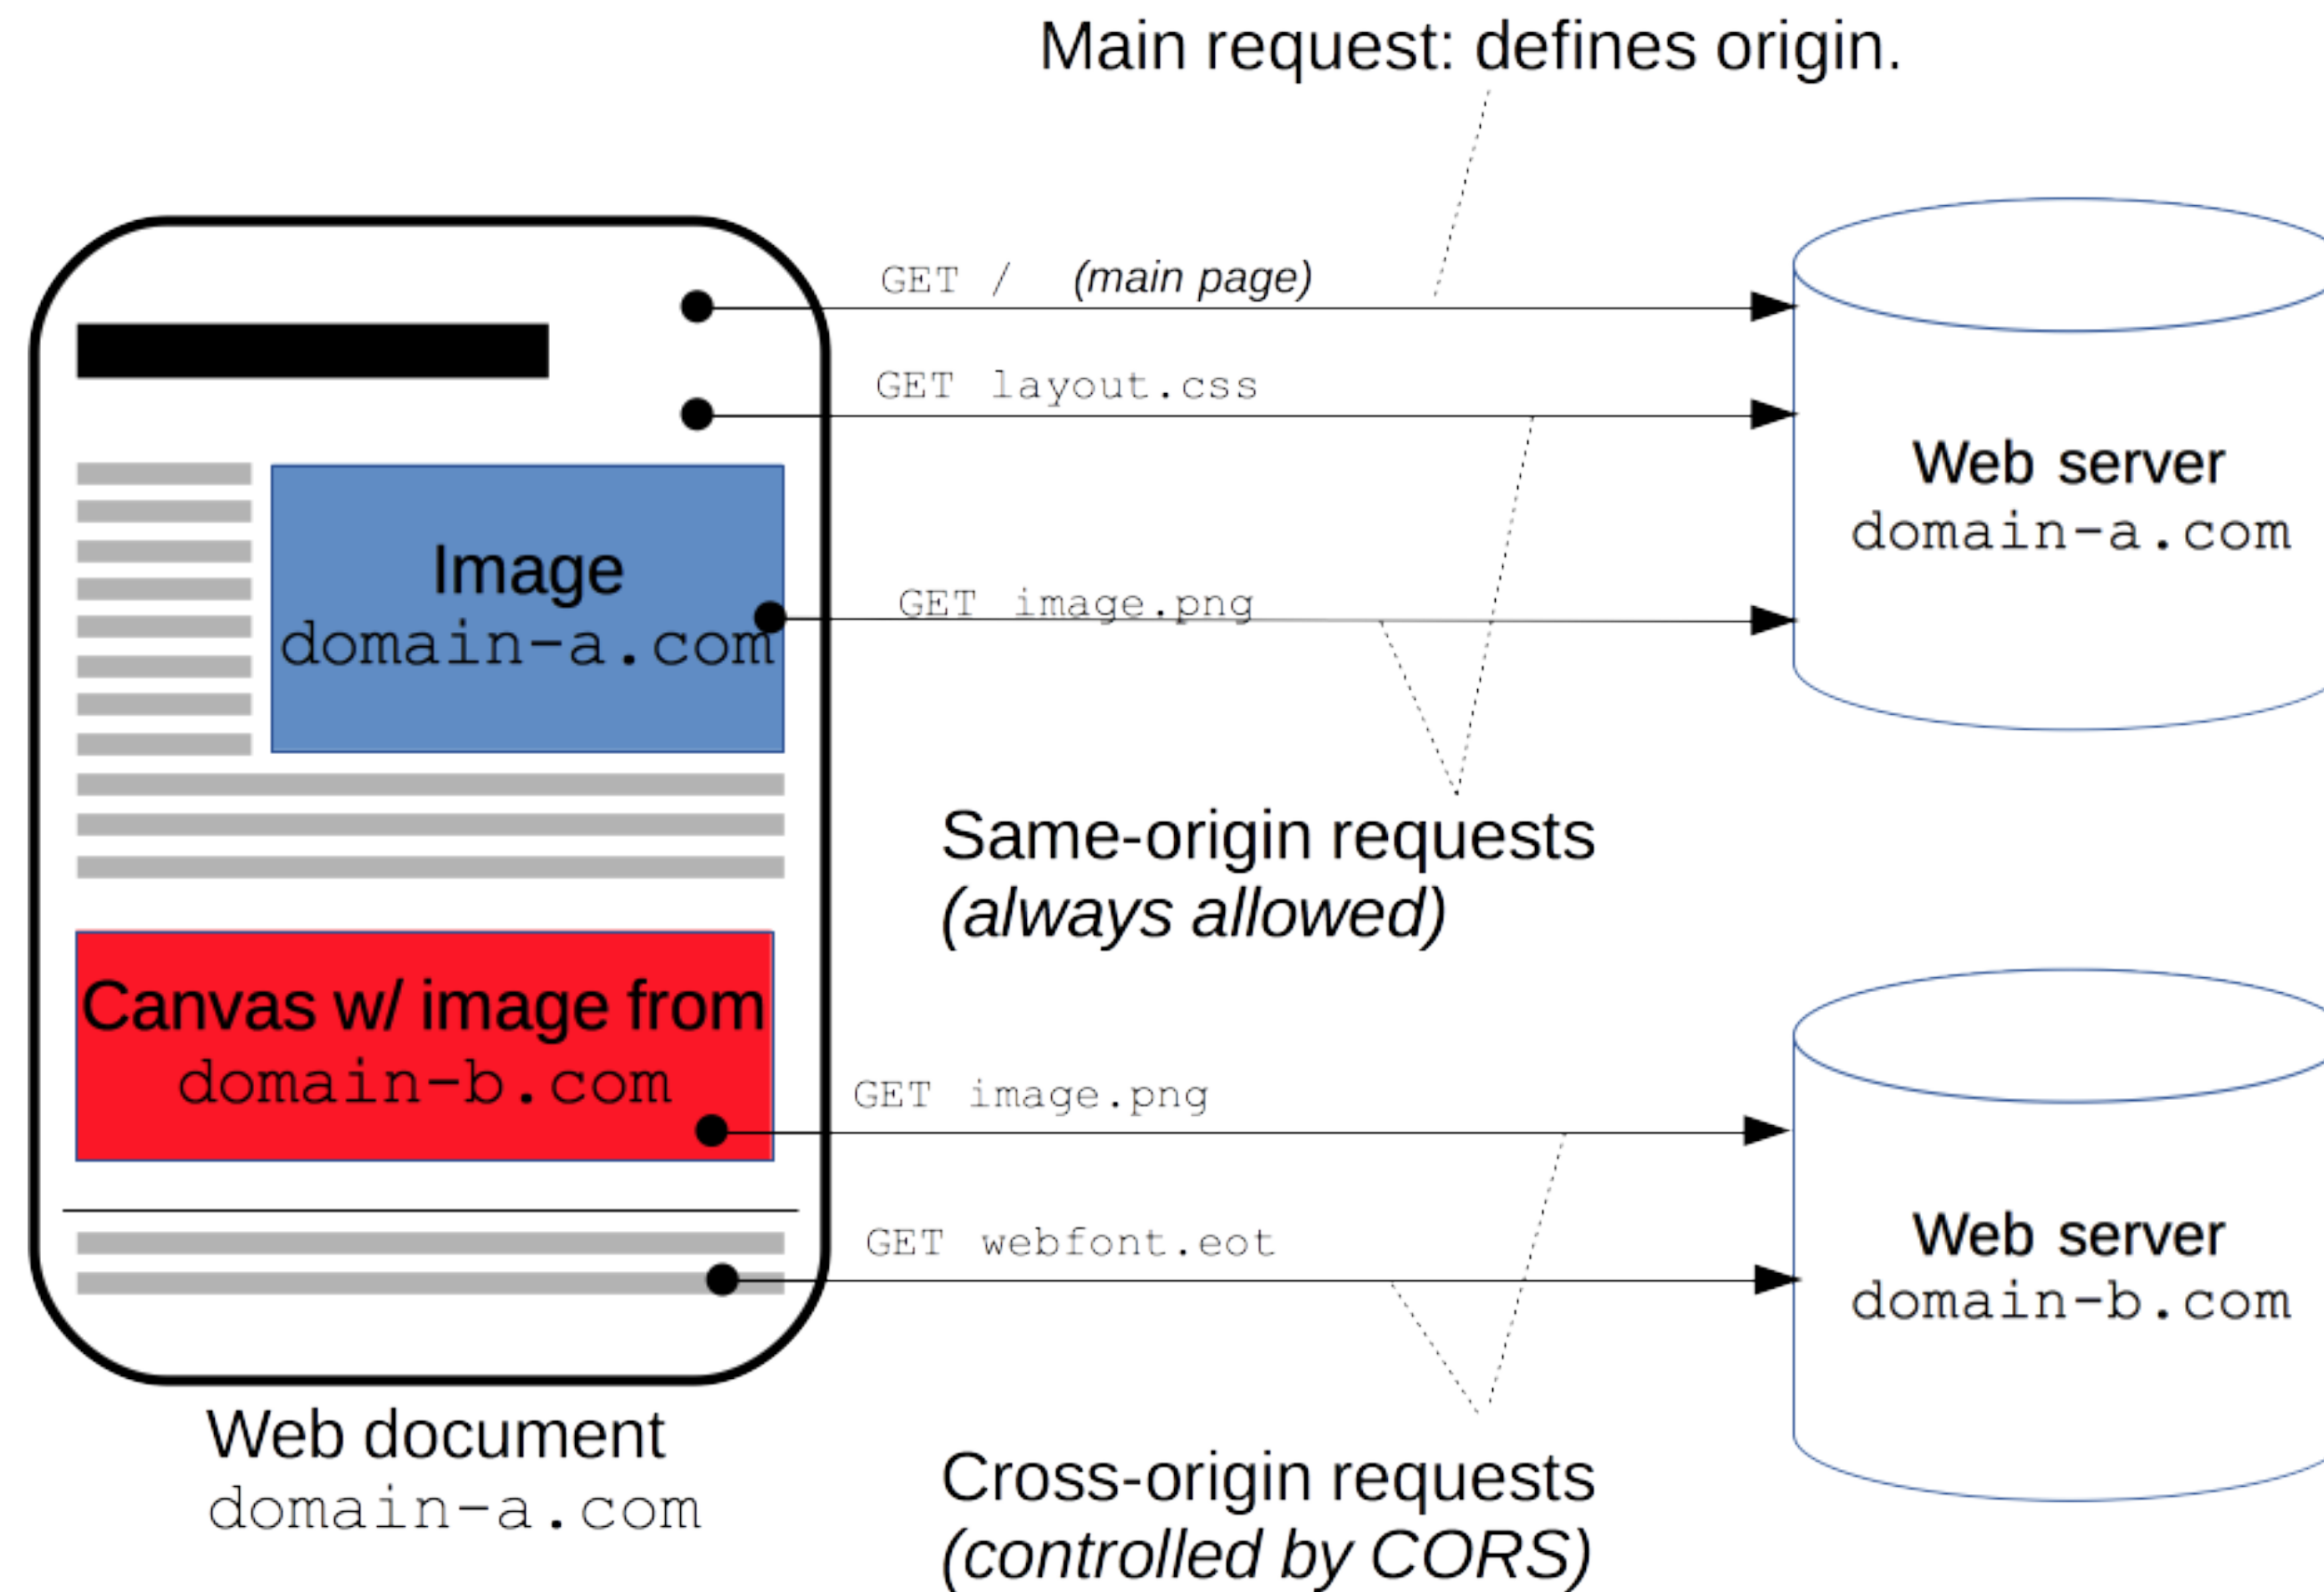 Main request: defines origin.
GET / (main page)
GET layout.css
Web server
domain-a.com
Image
domain-a.com
GET image.png
Same-origin requests
(always allowed)
Canvas w/ image from
domain-b.com
GET image.png
GET webfont.eot
Web server
domain-b.com
Web document
domain-a.com
Cross-origin requests
(controlled by CORS)